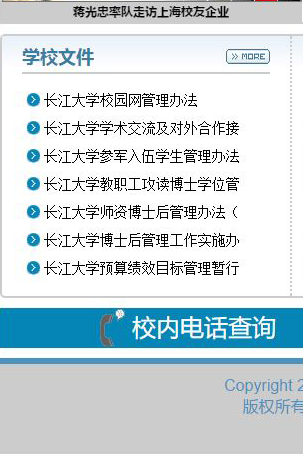 蒋光忠率队走访上海校友企业
学校文件
MORE
长江大学校园网管理办法
长江大学学术交流及对外合作接
长江大学参军入伍学生管理办法
长江大学教职工攻读博士学位管
长江大学师资博士后管理办法（
长江大学博士后管理工作实施办
长江大学预算绩效目标管理暂行
校内电话查询
Copyright 2
版权所有